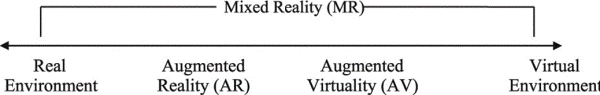 Mixed Reality (MR)
Real Environment
Augmented Reality (AR)
Augmented Virtuality (AV)
Virtual Environment